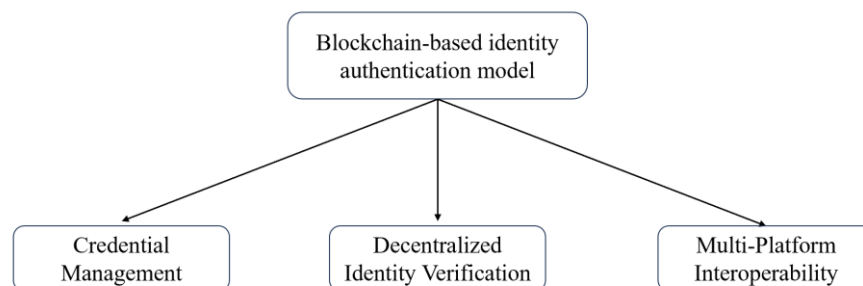 Blockchain-based identity
authentication model
Credential
Management
Decentralized
Identity Verification
Multi-Platform
Interoperability